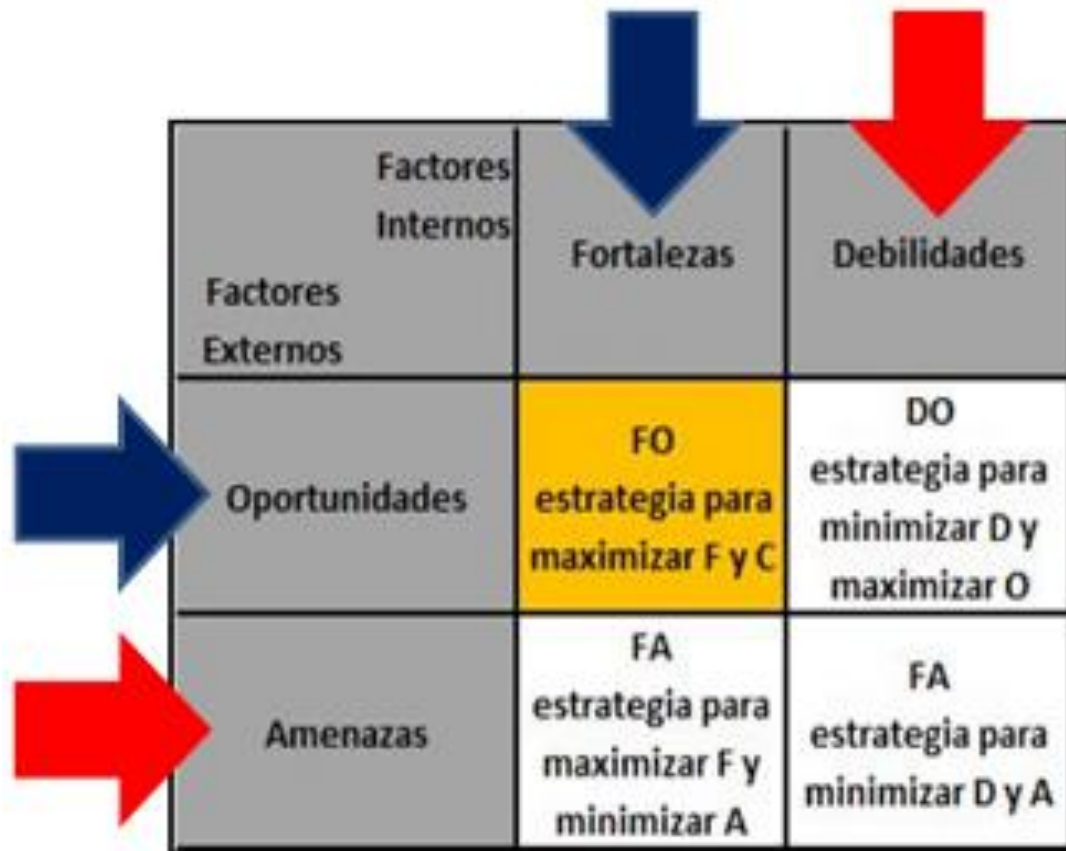 Factores
Internos
Factores
Externos
Fortalezas
Debilidades
Oportunidades
FO
estrategia para
maximizar F y C
DO
estrategia para
minimizar D y
maximizar O
Amenazas
FA
estrategia para
maximizar F y
minimizar A
FA
estrategia para
minimizar D y A